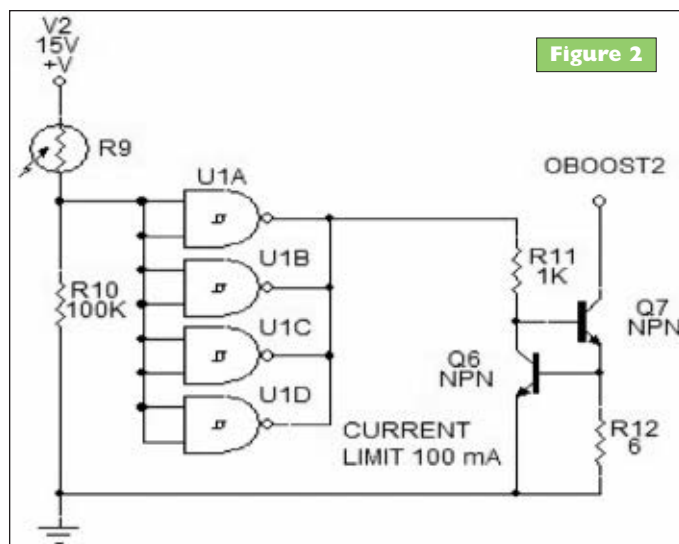 V2
15V
+V
Figure 2
R9
OBOOST2
U1A
U1B
R11
1K
R10
100K
U1C
Q7
NPN
Q6
NPN
U1D
CURRENT
LIMIT 100 mA
R12
6